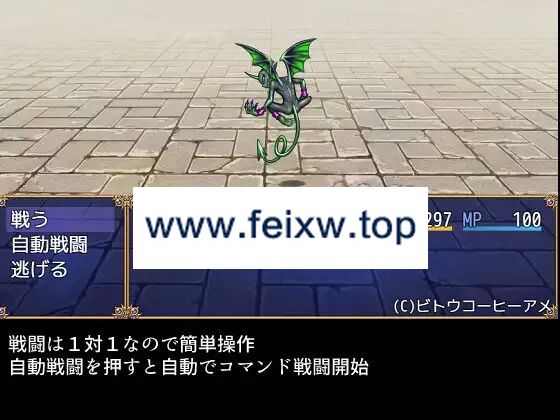 戦う
自動戦闘
逃げる
www.feixw.top
297 MP 100
(C)ビトウコーヒーアメ
戦闘は１対１なので簡単操作
自動戦闘を押すと自動でコマンド戦闘開始